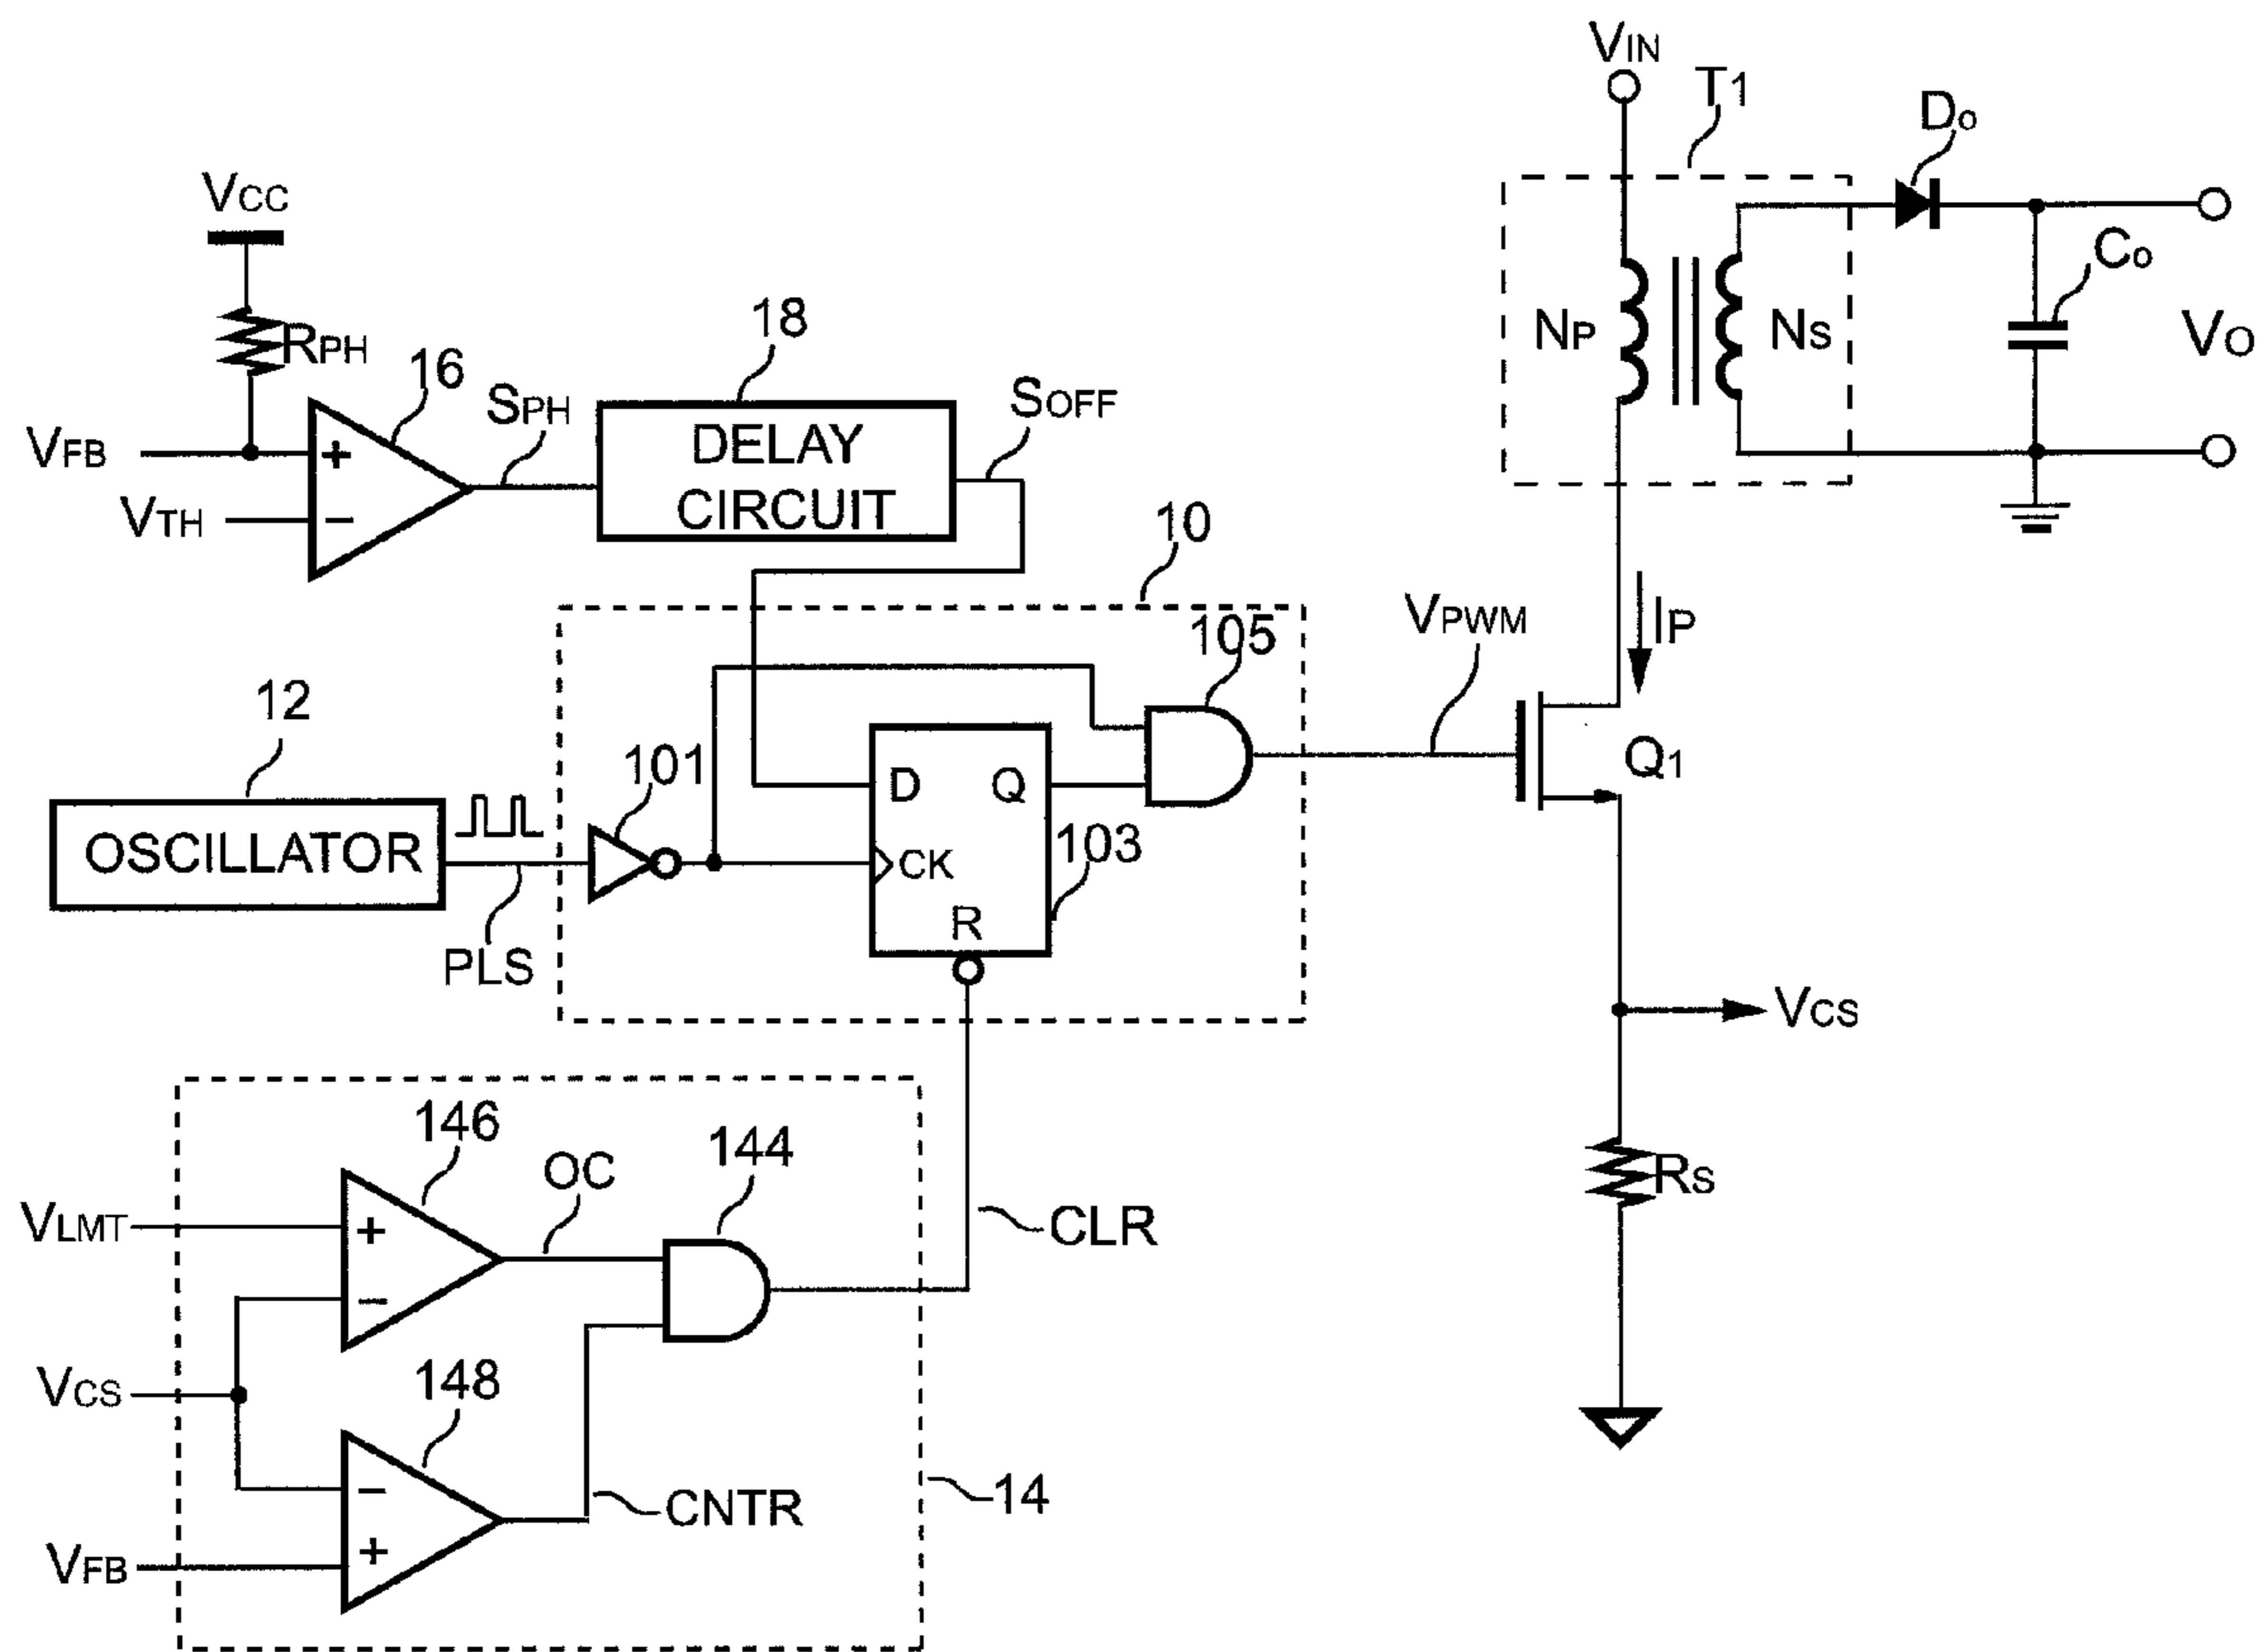 VIN
T1
Do
VCC
Co
RPH
18
NP
NS
VO
16
SPH
SOFF
VFB
+
DELAY
CIRCUIT
VTH
−
10
VPWM
IP
105
12
101
D
Q
Q1
OSCILLATOR
CK
103
R
PLS
VCS
146
144
OC
RS
VLMT
+
CLR
−
VCS
148
−
CNTR
14
+
VFB